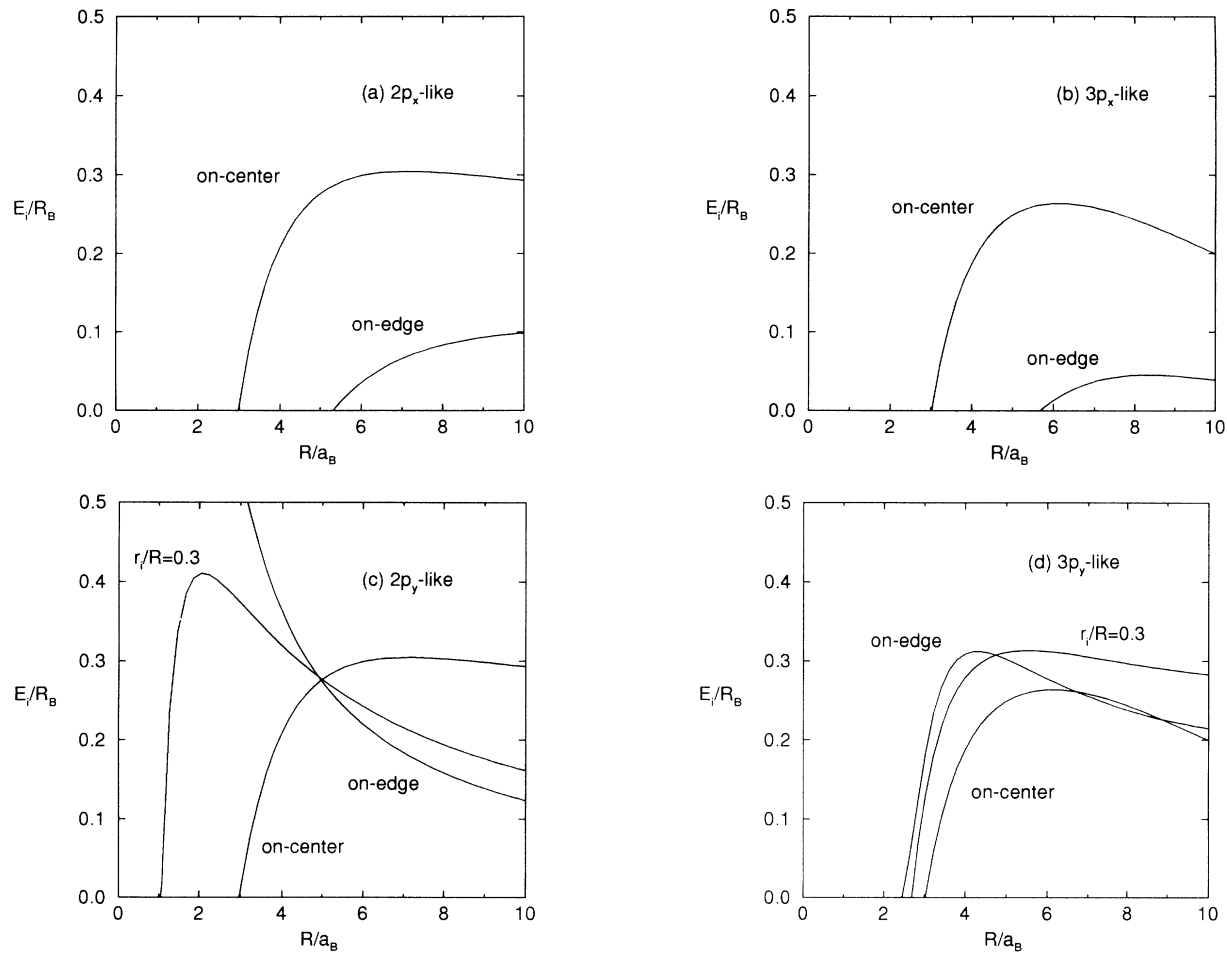 0.5
0.4
0.3
0.2
0.1
0.0
E_i/R_B
(a) 2p_x-like
on-center
on-edge
0 2 4 6 8 10
R/a_B
0.5
0.4
0.3
0.2
0.1
0.0
E_i/R_B
(b) 3p_x-like
on-center
on-edge
0 2 4 6 8 10
R/a_B
0.5
0.4
0.3
0.2
0.1
0.0
E_i/R_B
r_i/R=0.3
(c) 2p_y-like
on-edge
on-center
0 2 4 6 8 10
R/a_B
0.5
0.4
0.3
0.2
0.1
0.0
E_i/R_B
(d) 3p_y-like
on-edge
r_i/R=0.3
on-center
0 2 4 6 8 10
R/a_B